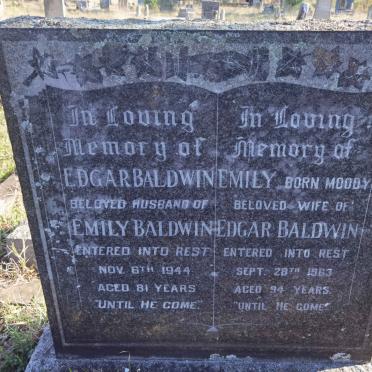 In Loving
Memory of
EDGAR BALDWIN
BELOVED HUSBAND OF
EMILY BALDWIN
ENTERED INTO REST
NOV. 6TH 1944
AGED 81 YEARS.
"UNTIL HE COME."
In Loving
Memory of
EMILY BORN MOODY
BELOVED WIFE OF
EDGAR BALDWIN
ENTERED INTO REST
SEPT. 28TH 1963
AGED 94 YEARS.
"UNTIL HE COME"